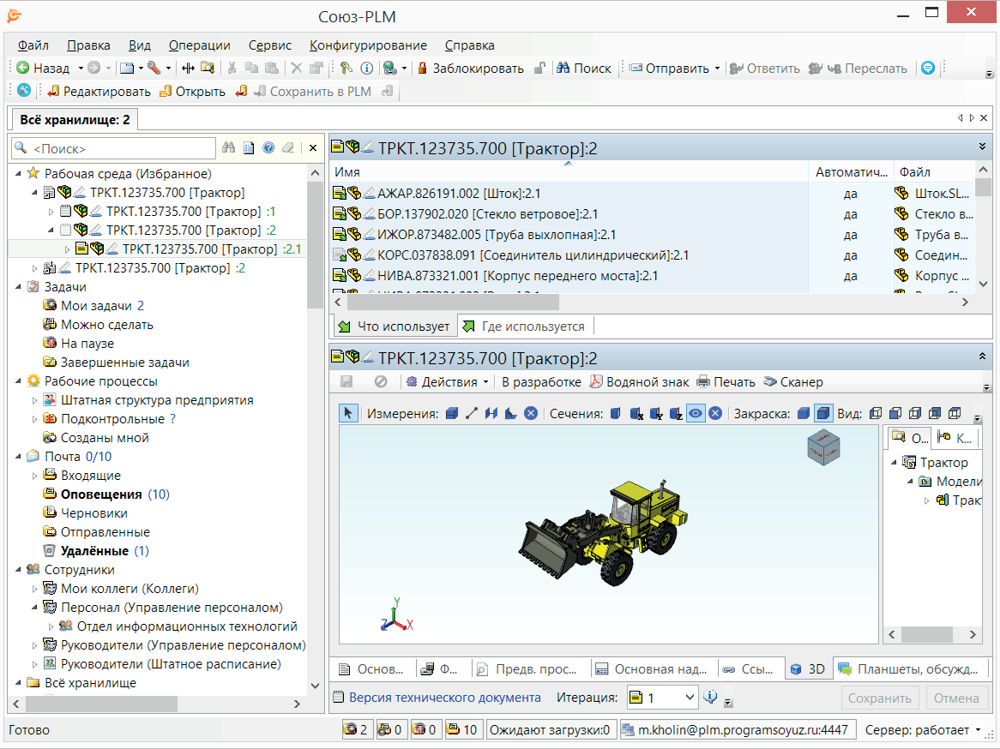 Союз-PLM
Файл Правка Вид Операции Сервис Конфигурирование Справка
Назад Заблокировать Поиск Отправить Ответить Переслать
Редактировать Открыть Сохранить в PLM
Всё хранилище: 2
<Поиск>
Рабочая среда (Избранное)
ТРКТ.123735.700 [Трактор]
ТРКТ.123735.700 [Трактор] :1
ТРКТ.123735.700 [Трактор] :2
ТРКТ.123735.700 [Трактор] :2.1
ТРКТ.123735.700 [Трактор] :2
Задачи
Мои задачи 2
Можно сделать
На паузе
Завершенные задачи
Рабочие процессы
Штатная структура предприятия
Подконтрольные ?
Созданы мной
Почта 0/10
Входящие
Оповещения (10)
Черновики
Отправленные
Удалённые (1)
Сотрудники
Мои коллеги (Коллеги)
Персонал (Управление персоналом)
Отдел информационных технологий
Руководители (Управление персоналом)
Руководители (Штатное расписание)
Всё хранилище
ТРКТ.123735.700 [Трактор]:2
Имя Автоматич... Файл
АЖАР.826191.002 [Шток]:2.1 да Шток.SL...
БОР.137902.020 [Стекло ветровое]:2.1 да Стекло в...
ИЖОР.873482.005 [Труба выхлопная]:2.1 да Труба в...
КОРС.037838.091 [Соединитель цилиндрический]:2.1 да Соедин...
НИВА.873321.001 [Корпус переднего моста]:2.1 да Корпус ...
Что использует Где используется
ТРКТ.123735.700 [Трактор]:2
Действия В разработке Водяной знак Печать Сканер
Измерения: Сечения: X Y Z Закраска: Вид:
О... К...
Трактор
Модели
Трак
Y
Z X
Основ... Ф... Предв. прос... Основная над... Ссы... 3D Планшеты, обсужд...
Версия технического документа Итерация: 1 Сохранить Отмена
Готово 2 0 0 10 Ожидают загрузки:0 m.kholin@plm.programsoyuz.ru:4447 Сервер: работает